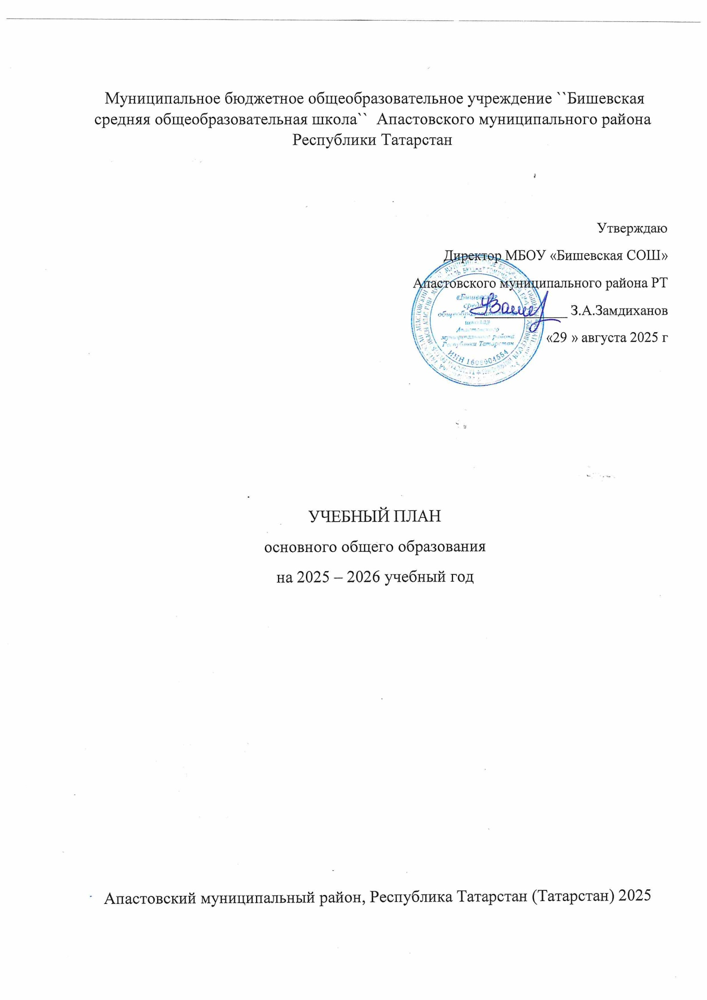 Муниципальное бюджетное общеобразовательное учреждение ``Бишевская
средняя общеобразовательная школа`` Апастовского муниципального района
Республики Татарстан
Утверждаю
Директор МБОУ «Бишевская СОШ»
Апастовского муниципального района РТ
З.А.Замдиханов
«29 » августа 2025 г
«Бишевская
средняя
общеобразовательная
школа»
Апастовского
муниципального района
Республики Татарстан
ИНН 1608004554
УЧЕБНЫЙ ПЛАН
основного общего образования
на 2025 – 2026 учебный год
Апастовский муниципальный район, Республика Татарстан (Татарстан) 2025